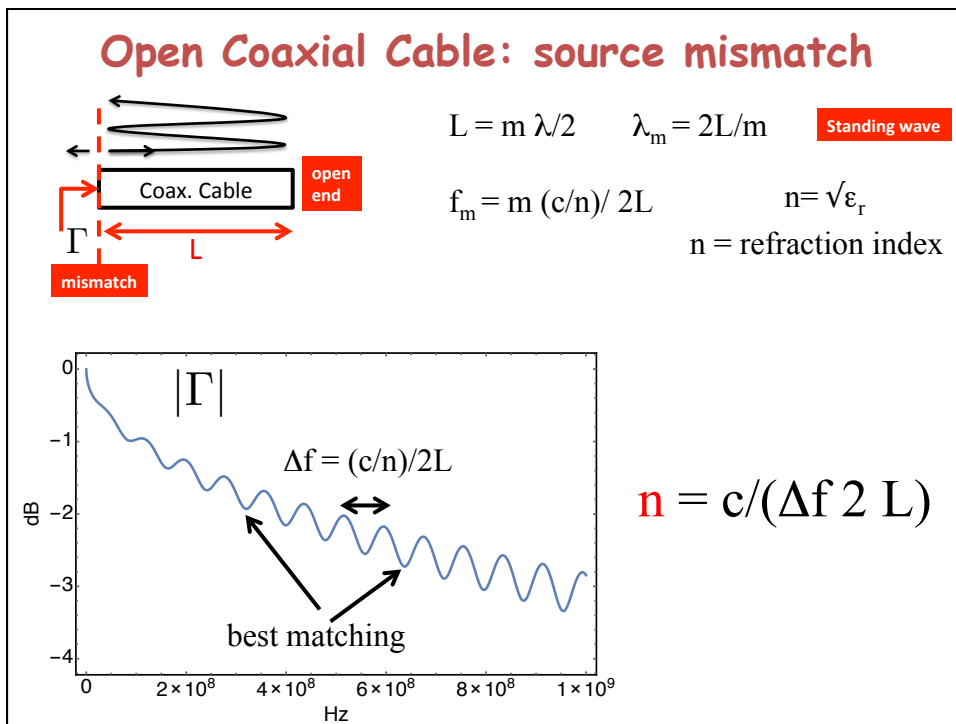 Open Coaxial Cable: source mismatch
L = m λ/2 λm = 2L/m Standing wave
Coax. Cable
open
end
fm = m (c/n)/ 2L n= √εr
n = refraction index
Γ
L
mismatch
|Γ|
Δf = (c/n)/2L
n = c/(Δf 2 L)
best matching
dB
0
−1
−2
−3
−4
0 2×10⁸ 4×10⁸ 6×10⁸ 8×10⁸ 1×10⁹
Hz